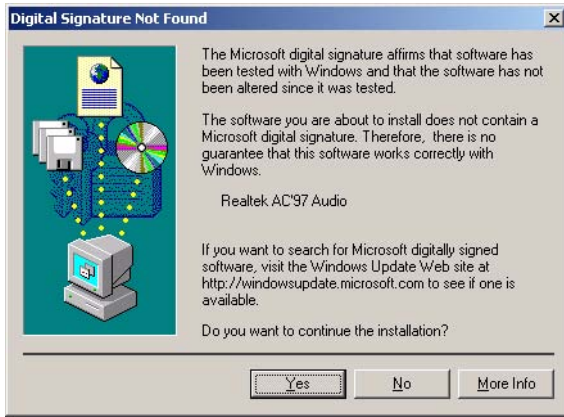 Digital Signature Not Found
The Microsoft digital signature affirms that software has
been tested with Windows and that the software has not
been altered since it was tested.
The software you are about to install does not contain a
Microsoft digital signature. Therefore, there is no
guarantee that this software works correctly with
Windows.
Realtek AC'97 Audio
If you want to search for Microsoft digitally signed
software, visit the Windows Update Web site at
http://windowsupdate.microsoft.com to see if one is
available.
Do you want to continue the installation?
Yes No More Info